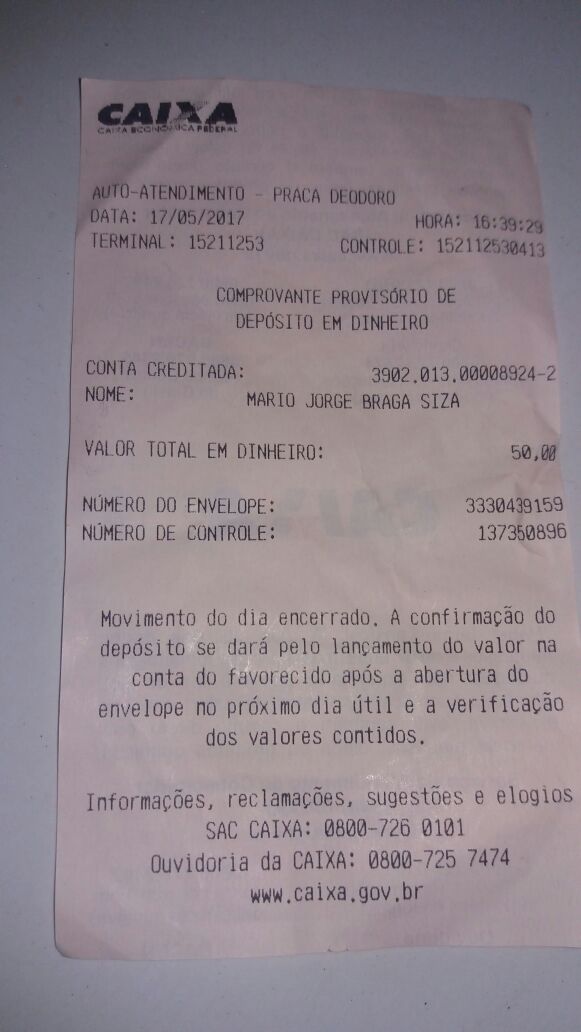 CAIXA
CAIXA ECONÔMICA FEDERAL
AUTO-ATENDIMENTO - PRACA DEODORO
DATA: 17/05/2017 HORA: 16:39:29
TERMINAL: 15211253 CONTROLE: 152112530413
COMPROVANTE PROVISÓRIO DE
DEPÓSITO EM DINHEIRO
CONTA CREDITADA: 3902.013.00008924-2
NOME: MARIO JORGE BRAGA SIZA
VALOR TOTAL EM DINHEIRO: 50,00
NÚMERO DO ENVELOPE: 3330439159
NÚMERO DE CONTROLE: 137350896
Movimento do dia encerrado. A confirmação do
depósito se dará pelo lançamento do valor na
conta do favorecido após a abertura do
envelope no próximo dia útil e a verificação
dos valores contidos.
Informações, reclamações, sugestões e elogios
SAC CAIXA: 0800-726 0101
Ouvidoria da CAIXA: 0800-725 7474
www.caixa.gov.br